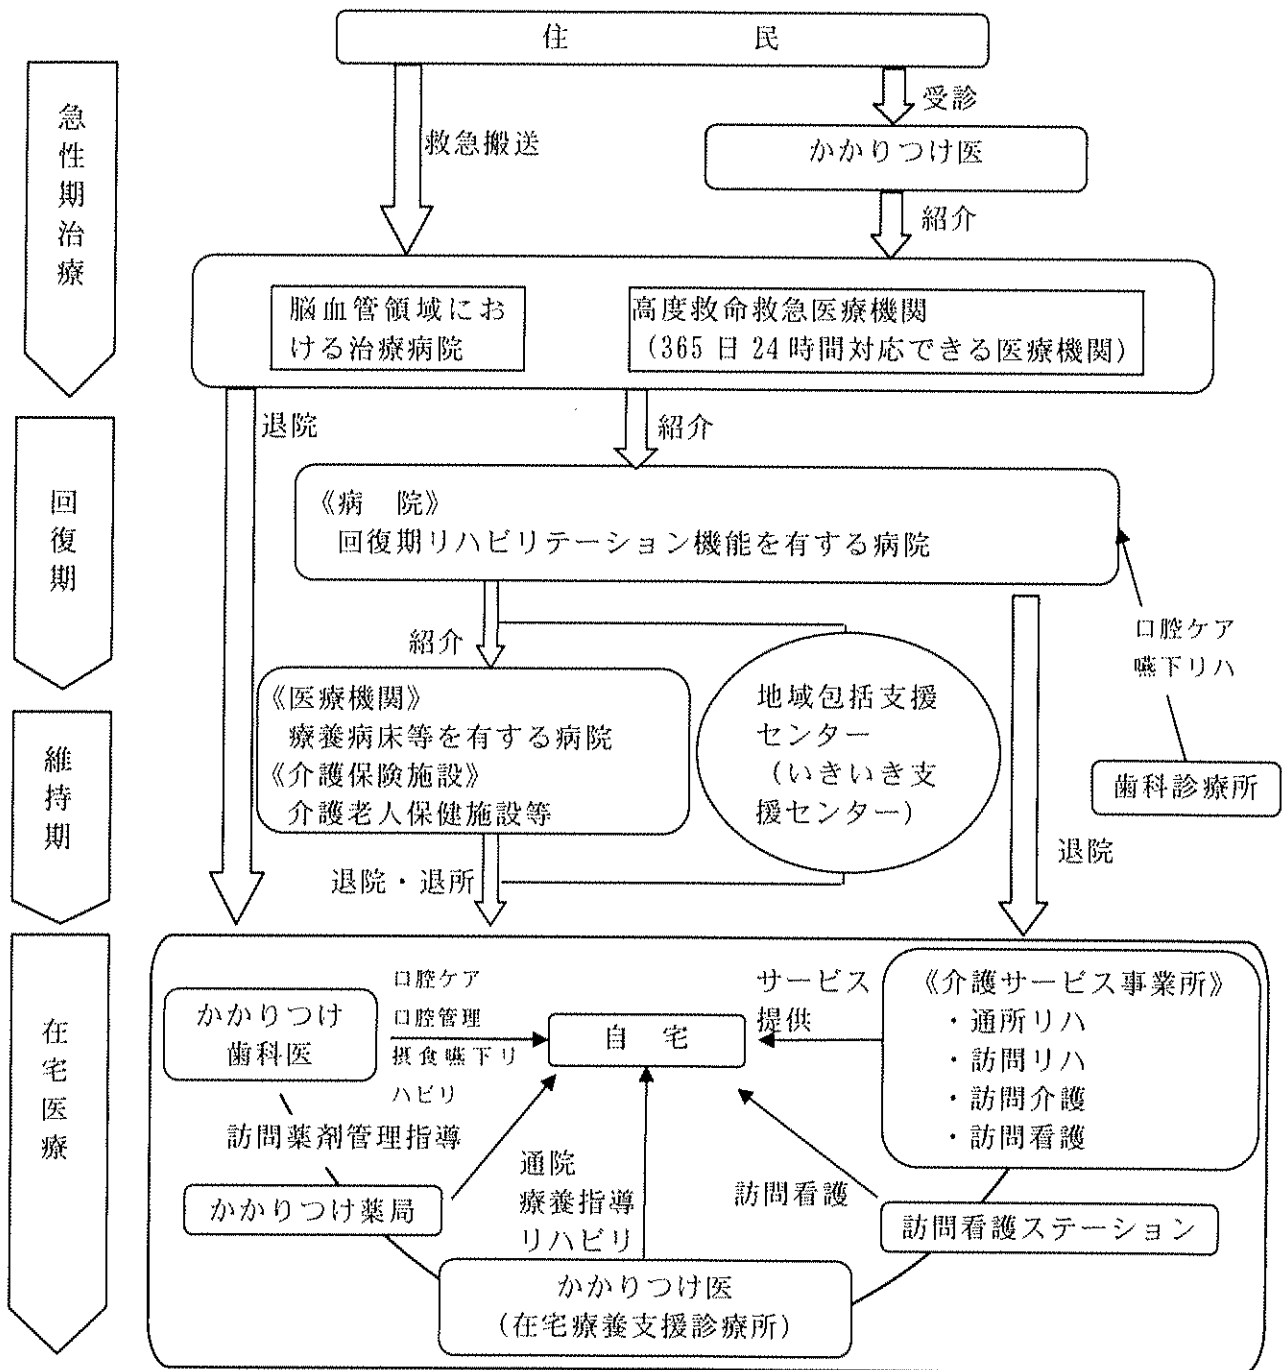 住　民
急性期治療
救急搬送
受診
かかりつけ医
紹介
脳血管領域にお
ける治療病院
高度救命救急医療機関
(365 日 24 時間対応できる医療機関)
退院
紹介
回復期
《病　院》
回復期リハビリテーション機能を有する病院
口腔ケア
嚥下リハ
歯科診療所
紹介
維持期
《医療機関》
療養病床等を有する病院
《介護保険施設》
介護老人保健施設等
地域包括支援
センター
(いきいき支
援センター)
退院
退院・退所
在宅医療
かかりつけ
歯科医
口腔ケア
口腔管理
摂食嚥下リ
ハビリ
自　宅
サービス
提供
《介護サービス事業所》
・通所リハ
・訪問リハ
・訪問介護
・訪問看護
訪問薬剤管理指導
かかりつけ薬局
通院
療養指導
リハビリ
訪問看護
訪問看護ステーション
かかりつけ医
(在宅療養支援診療所)